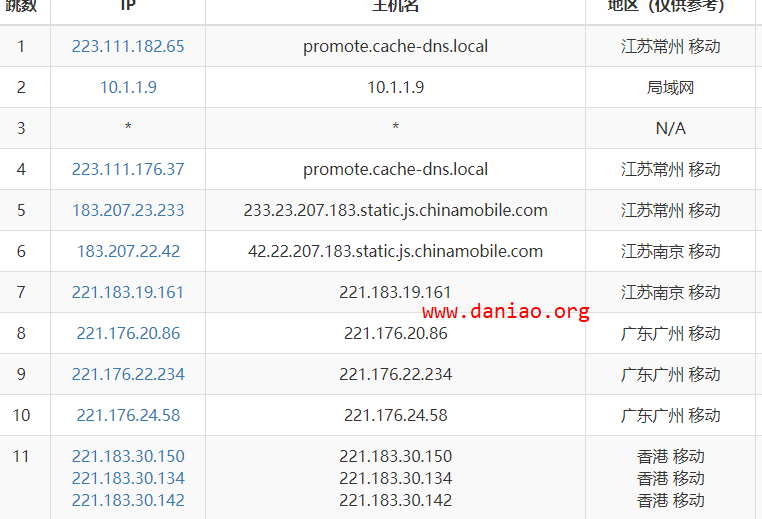 跳数 IP 主机名 地区（仅供参考）
1 223.111.182.65 promote.cache-dns.local 江苏常州 移动
2 10.1.1.9 10.1.1.9 局域网
3 * * N/A
4 223.111.176.37 promote.cache-dns.local 江苏常州 移动
5 183.207.23.233 233.23.207.183.static.js.chinamobile.com 江苏常州 移动
6 183.207.22.42 42.22.207.183.static.js.chinamobile.com 江苏南京 移动
7 221.183.19.161 221.183.19.161 江苏南京 移动
www.daniao.org
8 221.176.20.86 221.176.20.86 广东广州 移动
9 221.176.22.234 221.176.22.234 广东广州 移动
10 221.176.24.58 221.176.24.58 广东广州 移动
11 221.183.30.150 221.183.30.150 香港 移动
221.183.30.134 221.183.30.134 香港 移动
221.183.30.142 221.183.30.142 香港 移动